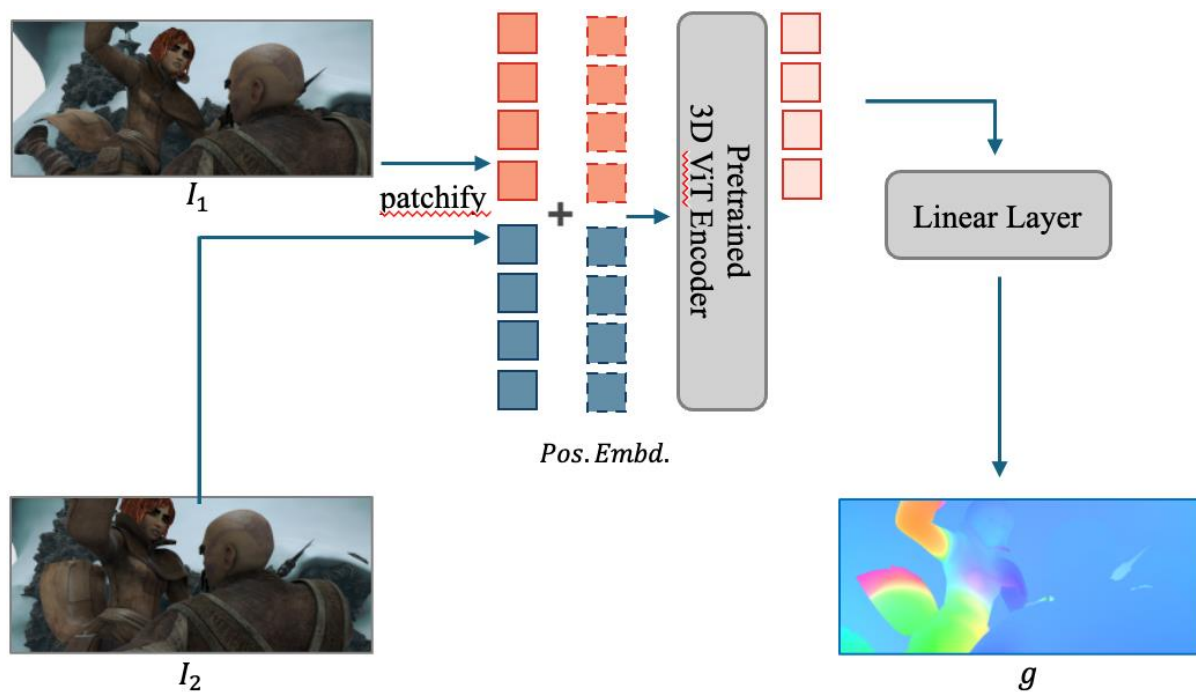 I₁
patchify
+
Pretrained
3D ViT Encoder
Linear Layer
Pos. Embd.
I₂
g